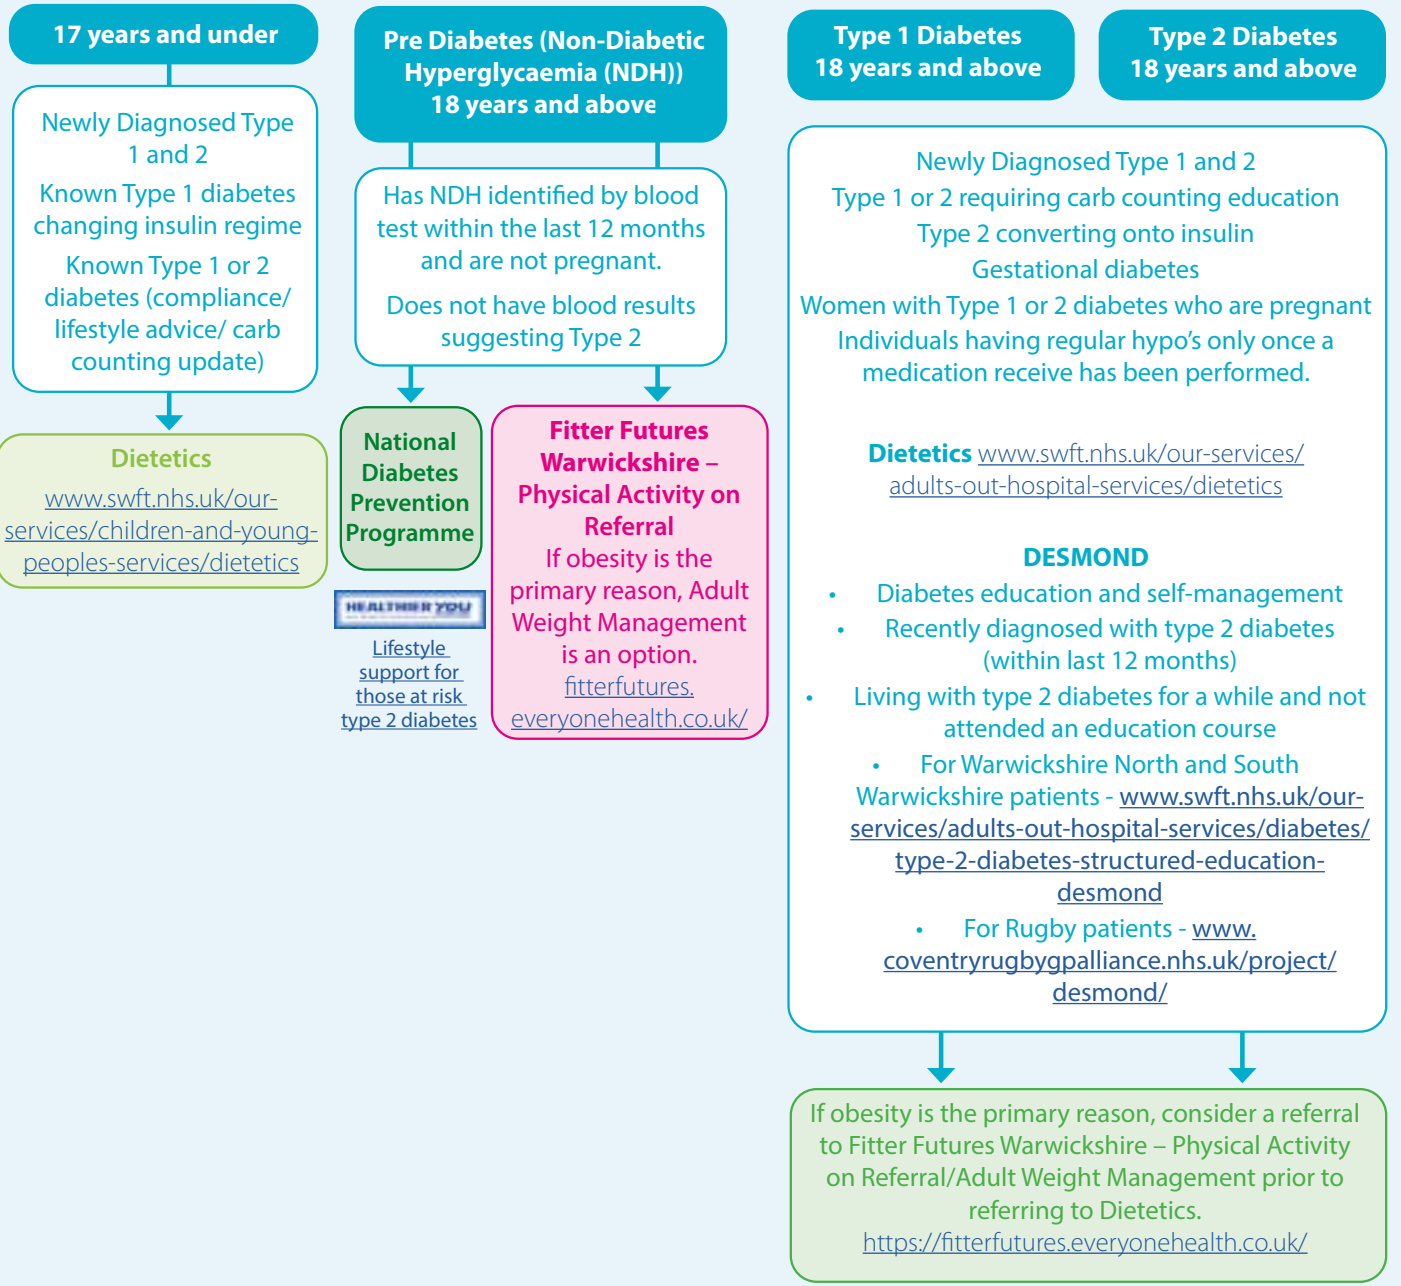 17 years and under
Newly Diagnosed Type
1 and 2
Known Type 1 diabetes
changing insulin regime
Known Type 1 or 2
diabetes (compliance/
lifestyle advice/ carb
counting update)
Dietetics
www.swft.nhs.uk/our-
services/children-and-young-
peoples-services/dietetics
Pre Diabetes (Non-Diabetic
Hyperglycaemia (NDH))
18 years and above
Has NDH identified by blood
test within the last 12 months
and are not pregnant.
Does not have blood results
suggesting Type 2
National
Diabetes
Prevention
Programme
HEALTHIER YOU
Lifestyle
support for
those at risk
type 2 diabetes
Fitter Futures
Warwickshire –
Physical Activity on
Referral
If obesity is the
primary reason, Adult
Weight Management
is an option.
fitterfutures.
everyonehealth.co.uk/
Type 1 Diabetes
18 years and above
Type 2 Diabetes
18 years and above
Newly Diagnosed Type 1 and 2
Type 1 or 2 requiring carb counting education
Type 2 converting onto insulin
Gestational diabetes
Women with Type 1 or 2 diabetes who are pregnant
Individuals having regular hypo's only once a
medication receive has been performed.
Dietetics www.swft.nhs.uk/our-services/
adults-out-hospital-services/dietetics
DESMOND
• Diabetes education and self-management
• Recently diagnosed with type 2 diabetes
(within last 12 months)
• Living with type 2 diabetes for a while and not
attended an education course
• For Warwickshire North and South
Warwickshire patients - www.swft.nhs.uk/our-
services/adults-out-hospital-services/diabetes/
type-2-diabetes-structured-education-
desmond
• For Rugby patients - www.
coventryrugbygpalliance.nhs.uk/project/
desmond/
If obesity is the primary reason, consider a referral
to Fitter Futures Warwickshire – Physical Activity
on Referral/Adult Weight Management prior to
referring to Dietetics.
https://fitterfutures.everyonehealth.co.uk/